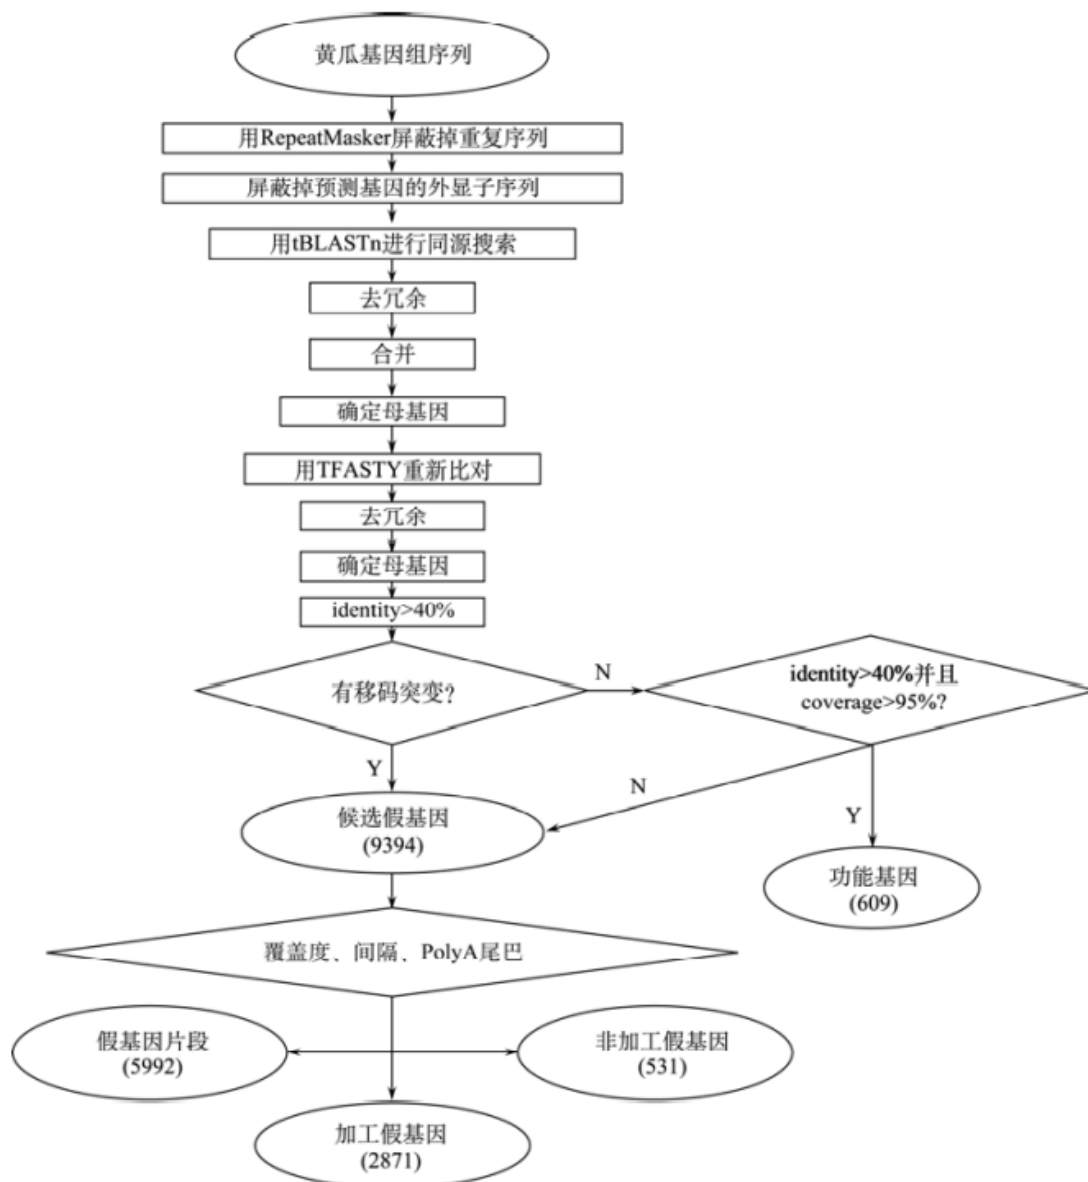 黄瓜基因组序列
用RepeatMasker屏蔽掉重复序列
屏蔽掉预测基因的外显子序列
用tBLASTn进行同源搜索
去冗余
合并
确定母基因
用TFASTY重新比对
去冗余
确定母基因
identity>40%
有移码突变?
N
identity>40%并且
coverage>95%?
Y
N
候选假基因
(9394)
Y
功能基因
(609)
覆盖度、间隔、PolyA尾巴
假基因片段
(5992)
非加工假基因
(531)
加工假基因
(2871)